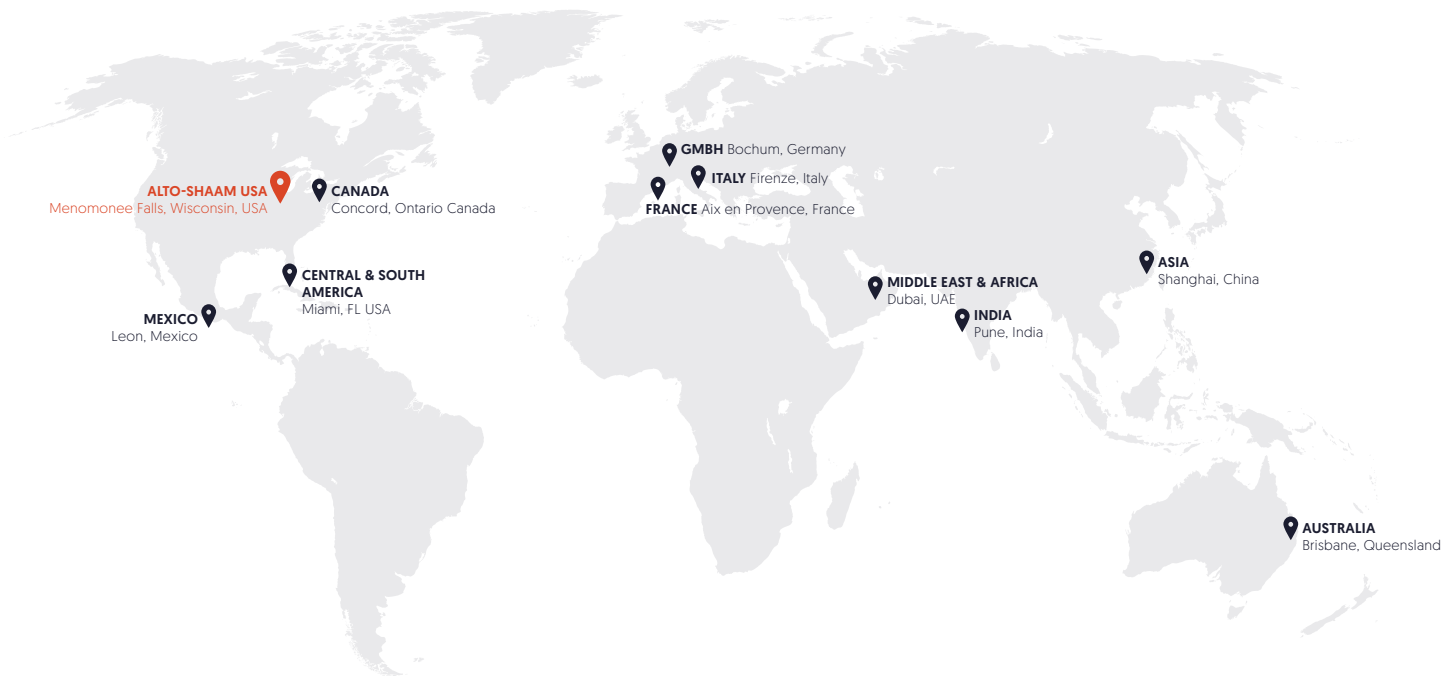 GMBH Bochum, Germany
ITALY Firenze, Italy
FRANCE Aix en Provence, France
ALTO-SHAAM USA
Menomonee Falls, Wisconsin, USA
CANADA
Concord, Ontario Canada
CENTRAL & SOUTH
AMERICA
Miami, FL USA
MEXICO
Leon, Mexico
MIDDLE EAST & AFRICA
Dubai, UAE
INDIA
Pune, India
ASIA
Shanghai, China
AUSTRALIA
Brisbane, Queensland